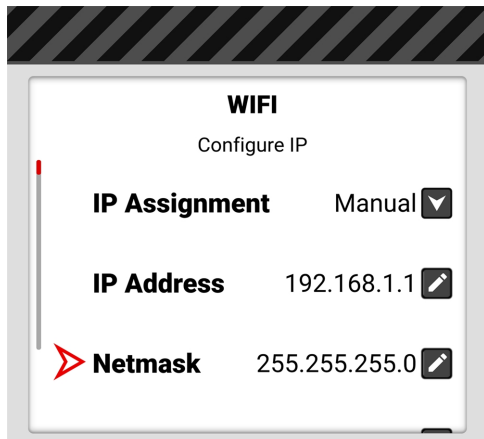 WIFI
Configure IP
IP Assignment Manual
IP Address 192.168.1.1
Netmask 255.255.255.0